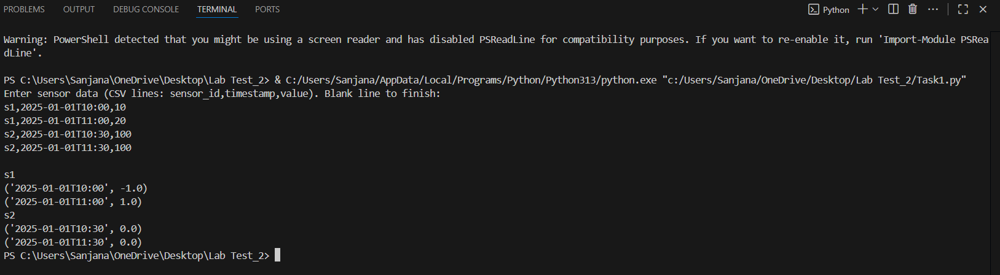 PROBLEMS OUTPUT DEBUG CONSOLE TERMINAL PORTS Python
Warning: PowerShell detected that you might be using a screen reader and has disabled PSReadLine for compatibility purposes. If you want to re-enable it, run 'Import-Module PSRea
dLine'.
PS C:\Users\Sanjana\OneDrive\Desktop\Lab Test_2> & C:/Users/Sanjana/AppData/Local/Programs/Python/Python313/python.exe "c:/Users/Sanjana/OneDrive/Desktop/Lab Test_2/Task1.py"
Enter sensor data (CSV lines: sensor_id,timestamp,value). Blank line to finish:
s1,2025-01-01T10:00,10
s1,2025-01-01T11:00,20
s2,2025-01-01T10:30,100
s2,2025-01-01T11:30,100
s1
('2025-01-01T10:00', -1.0)
('2025-01-01T11:00', 1.0)
s2
('2025-01-01T10:30', 0.0)
('2025-01-01T11:30', 0.0)
PS C:\Users\Sanjana\OneDrive\Desktop\Lab Test_2>